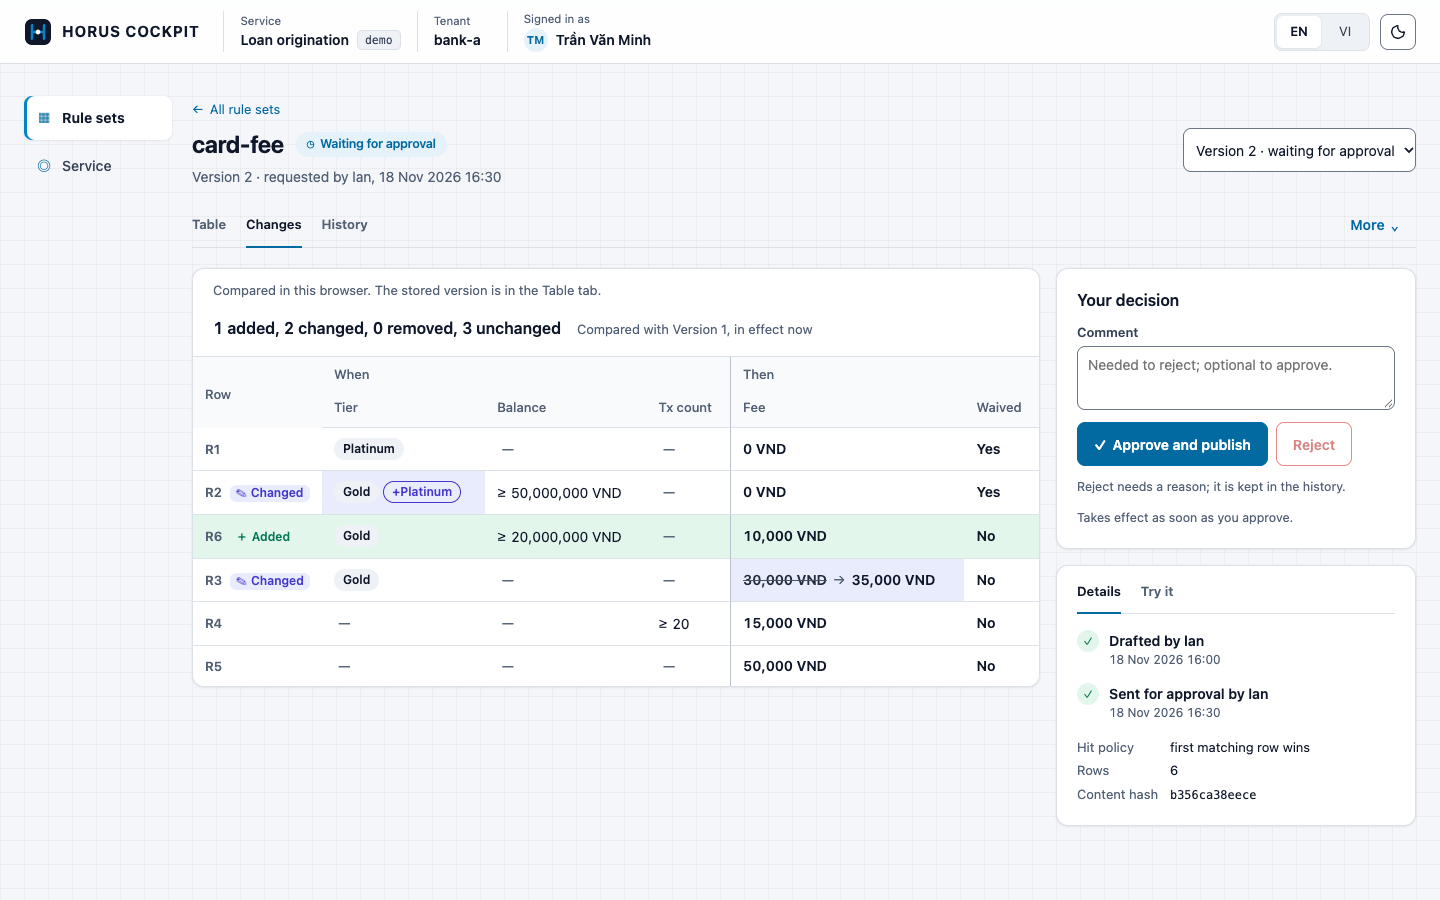 HORUS COCKPIT
Service
Loan origination demo
Tenant
bank-a
Signed in as
TM Trần Văn Minh
EN VI
Rule sets
Service
← All rule sets
card-fee Waiting for approval
Version 2 · requested by lan, 18 Nov 2026 16:30
Version 2 · waiting for approval
Table Changes History
More
Compared in this browser. The stored version is in the Table tab.
1 added, 2 changed, 0 removed, 3 unchanged Compared with Version 1, in effect now
When Then
Row
Tier Balance Tx count Fee Waived
R1 Platinum — — 0 VND Yes
R2 ✎ Changed Gold +Platinum ≥ 50,000,000 VND — 0 VND Yes
R6 + Added Gold ≥ 20,000,000 VND — 10,000 VND No
R3 ✎ Changed Gold — — 30,000 VND → 35,000 VND No
R4 — — ≥ 20 15,000 VND No
R5 — — — 50,000 VND No
Your decision
Comment
Needed to reject; optional to approve.
✓ Approve and publish Reject
Reject needs a reason; it is kept in the history.
Takes effect as soon as you approve.
Details Try it
✓ Drafted by lan
18 Nov 2026 16:00
✓ Sent for approval by lan
18 Nov 2026 16:30
Hit policy first matching row wins
Rows 6
Content hash b356ca38eece